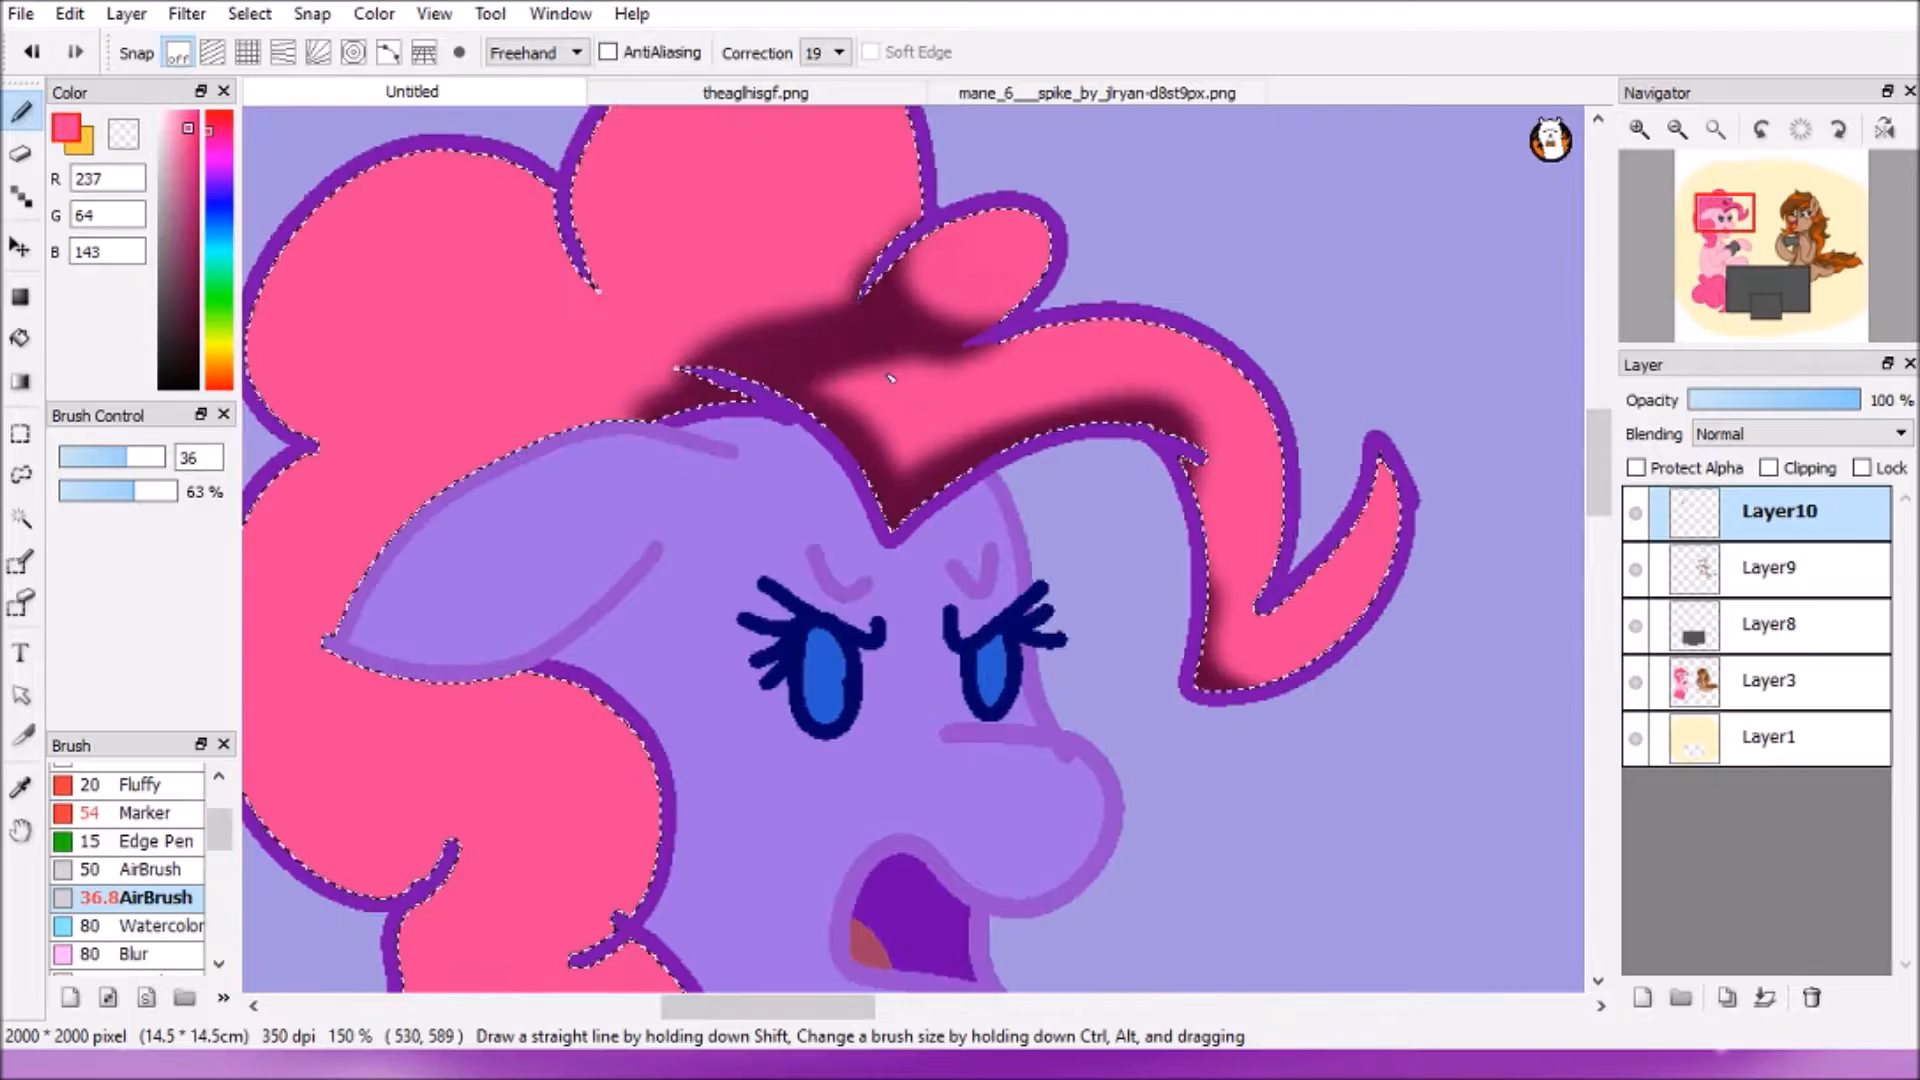 File Edit Layer Filter Select Snap Color View Tool Window Help
Snap off Freehand AntiAliasing Correction 19 Soft Edge
Color
Untitled
theaglhisgf.png
mane_6___spike_by_jlryan-d8st9px.png
Navigator
R 237
G 64
B 143
Layer
Opacity 100 %
Brush Control
Blending Normal
36
Protect Alpha Clipping Lock
63 %
Layer10
Layer9
Layer8
Layer3
Layer1
Brush
20 Fluffy
54 Marker
15 Edge Pen
50 AirBrush
36.8 AirBrush
80 Watercolor
80 Blur
T
2000 * 2000 pixel (14.5 * 14.5cm) 350 dpi 150 % ( 530, 589 ) Draw a straight line by holding down Shift, Change a brush size by holding down Ctrl, Alt, and dragging